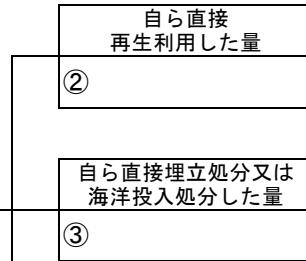 自ら直接
再生利用した量
②
自ら直接埋立処分又は
海洋投入処分した量
③